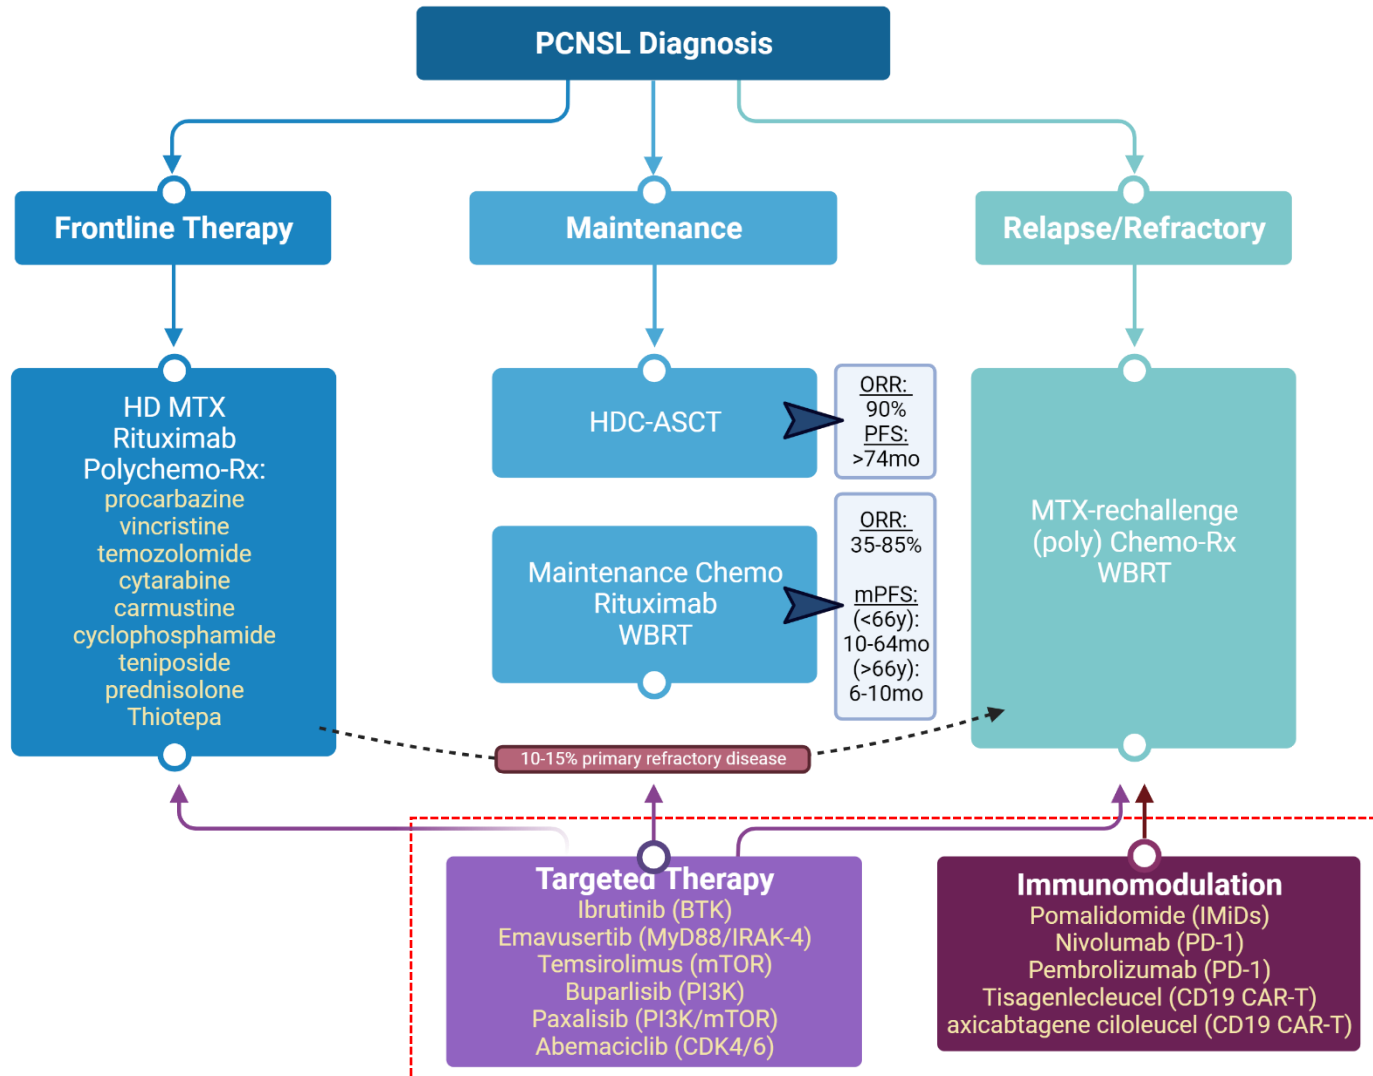 PCNSL Diagnosis
Frontline Therapy
Maintenance
Relapse/Refractory
HD MTX
Rituximab
Polychemo-Rx:
procarbazine
vincristine
temozolomide
cytarabine
carmustine
cyclophosphamide
teniposide
prednisolone
Thiotepa
HDC-ASCT
ORR:
90%
PFS:
>74mo
Maintenance Chemo
Rituximab
WBRT
ORR:
35-85%
mPFS:
(<66y):
10-64mo
(>66y):
6-10mo
MTX-rechallenge
(poly) Chemo-Rx
WBRT
10-15% primary refractory disease
Targeted Therapy
Ibrutinib (BTK)
Emavusertib (MyD88/IRAK-4)
Temsirolimus (mTOR)
Buparlisib (PI3K)
Paxalisib (PI3K/mTOR)
Abemaciclib (CDK4/6)
Immunomodulation
Pomalidomide (IMiDs)
Nivolumab (PD-1)
Pembrolizumab (PD-1)
Tisagenlecleucel (CD19 CAR-T)
axicabtagene ciloleucel (CD19 CAR-T)